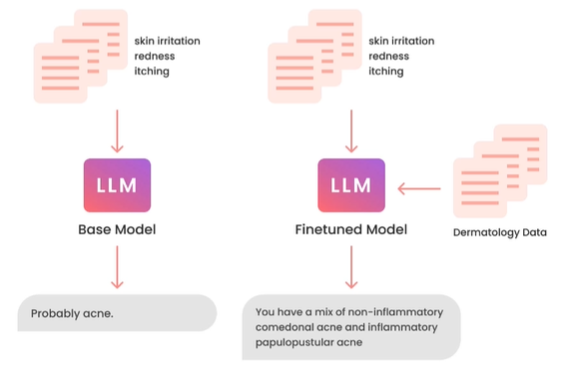 skin irritation
redness
itching
LLM
Base Model
Probably acne.
skin irritation
redness
itching
LLM
Finetuned Model
Dermatology Data
You have a mix of non-inflammatory
comedonal acne and inflammatory
papulopustular acne